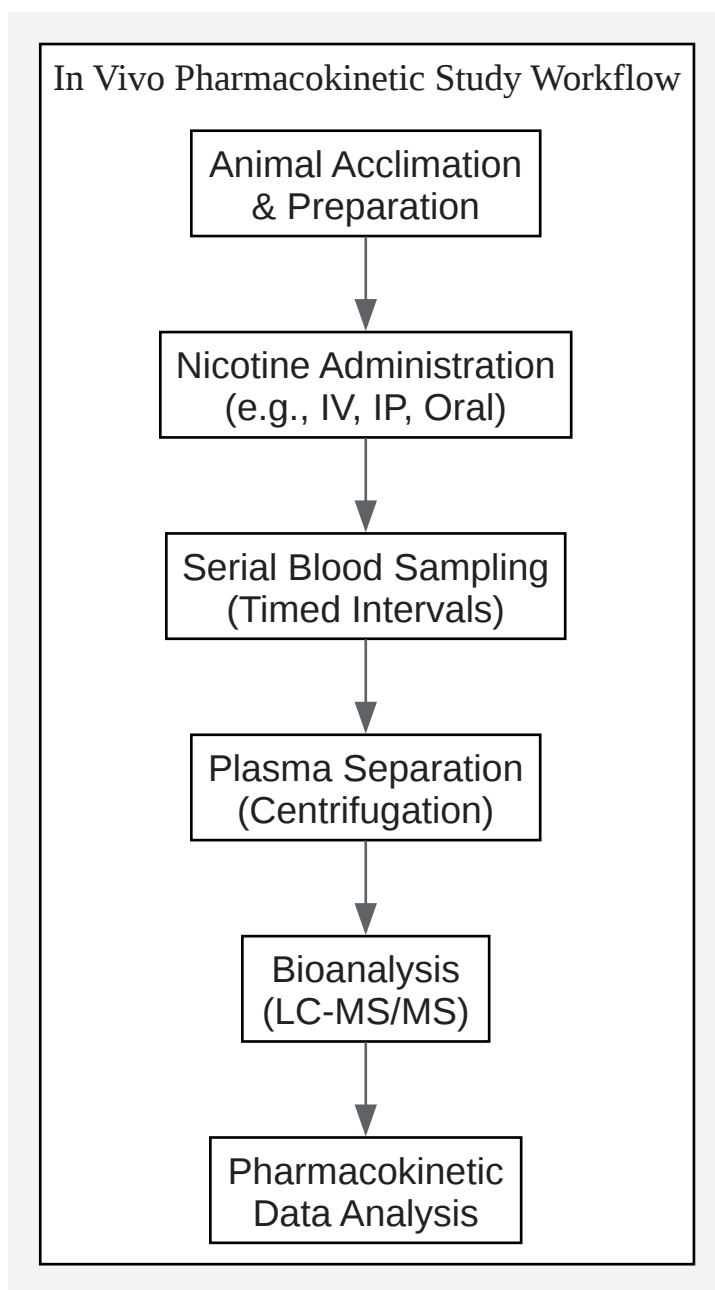 In Vivo Pharmacokinetic Study Workflow
Animal Acclimation
& Preparation
Nicotine Administration
(e.g., IV, IP, Oral)
Serial Blood Sampling
(Timed Intervals)
Plasma Separation
(Centrifugation)
Bioanalysis
(LC-MS/MS)
Pharmacokinetic
Data Analysis